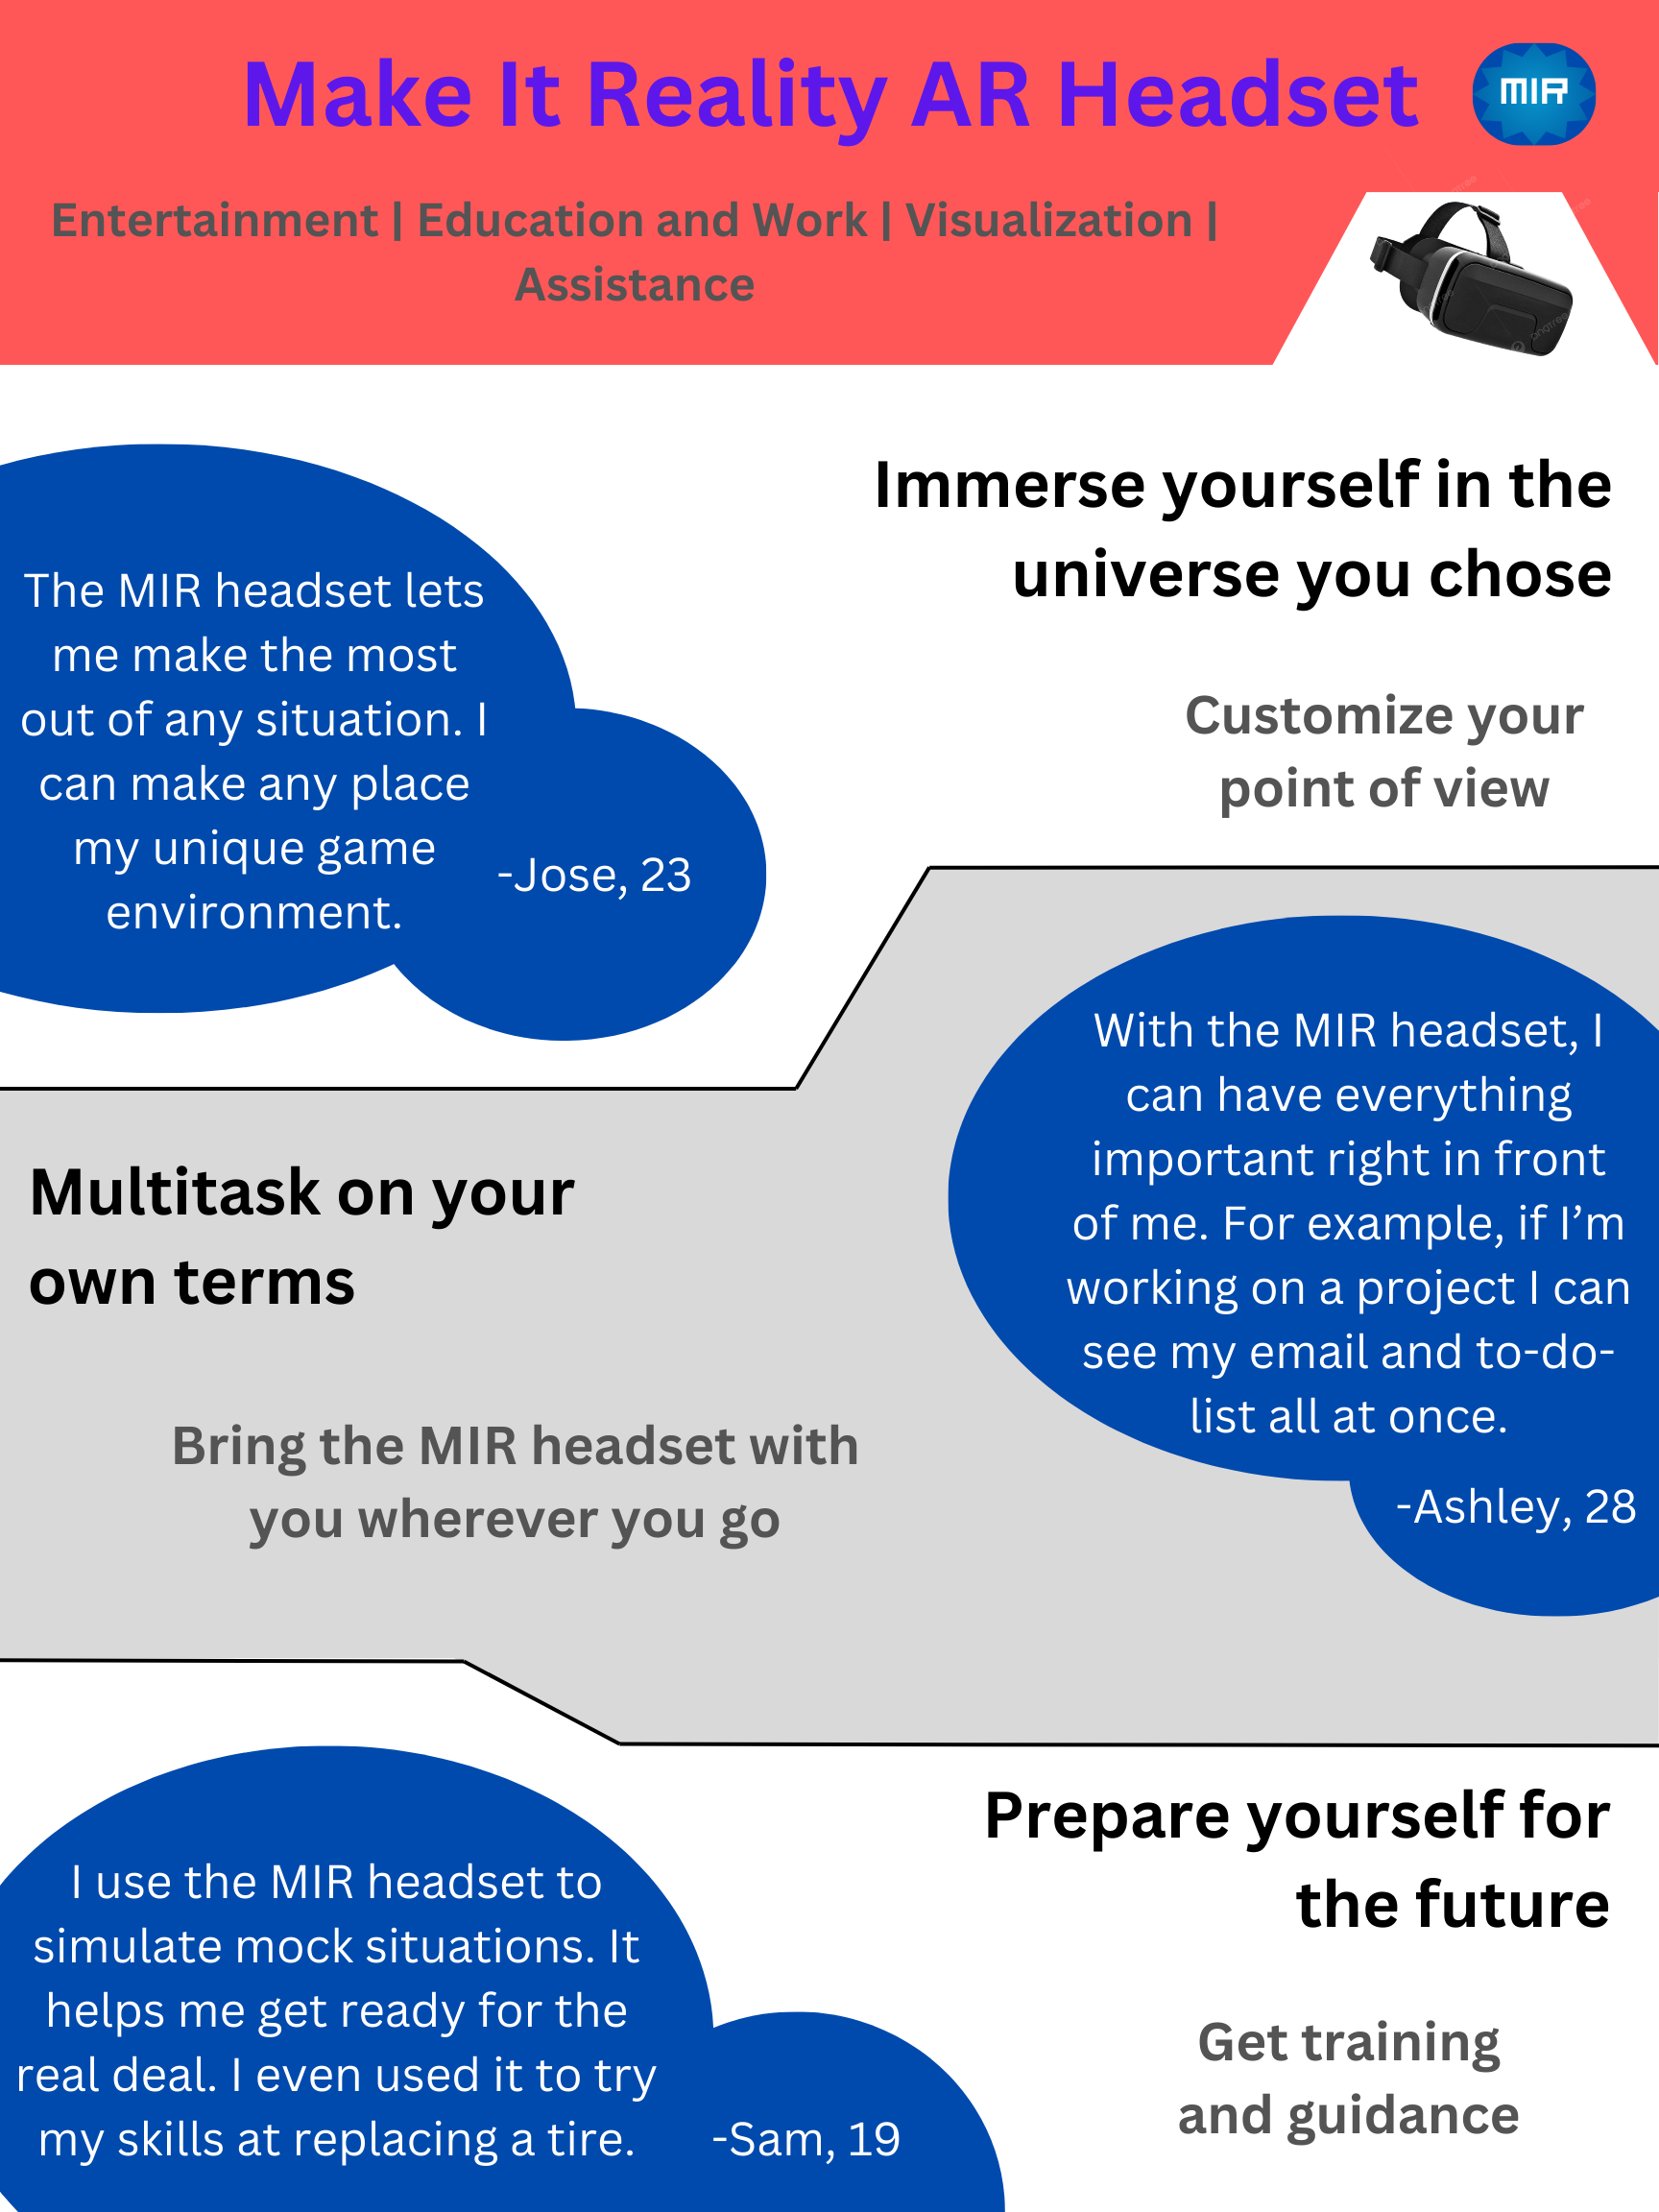 Make It Reality AR Headset
MIR
Entertainment | Education and Work | Visualization |
Assistance
Immerse yourself in the
universe you chose
Customize your
point of view
The MIR headset lets
me make the most
out of any situation. I
can make any place
my unique game
environment.
-Jose, 23
Multitask on your
own terms
Bring the MIR headset with
you wherever you go
With the MIR headset, I
can have everything
important right in front
of me. For example, if I’m
working on a project I can
see my email and to-do-
list all at once.
-Ashley, 28
Prepare yourself for
the future
Get training
and guidance
I use the MIR headset to
simulate mock situations. It
helps me get ready for the
real deal. I even used it to try
my skills at replacing a tire.
-Sam, 19